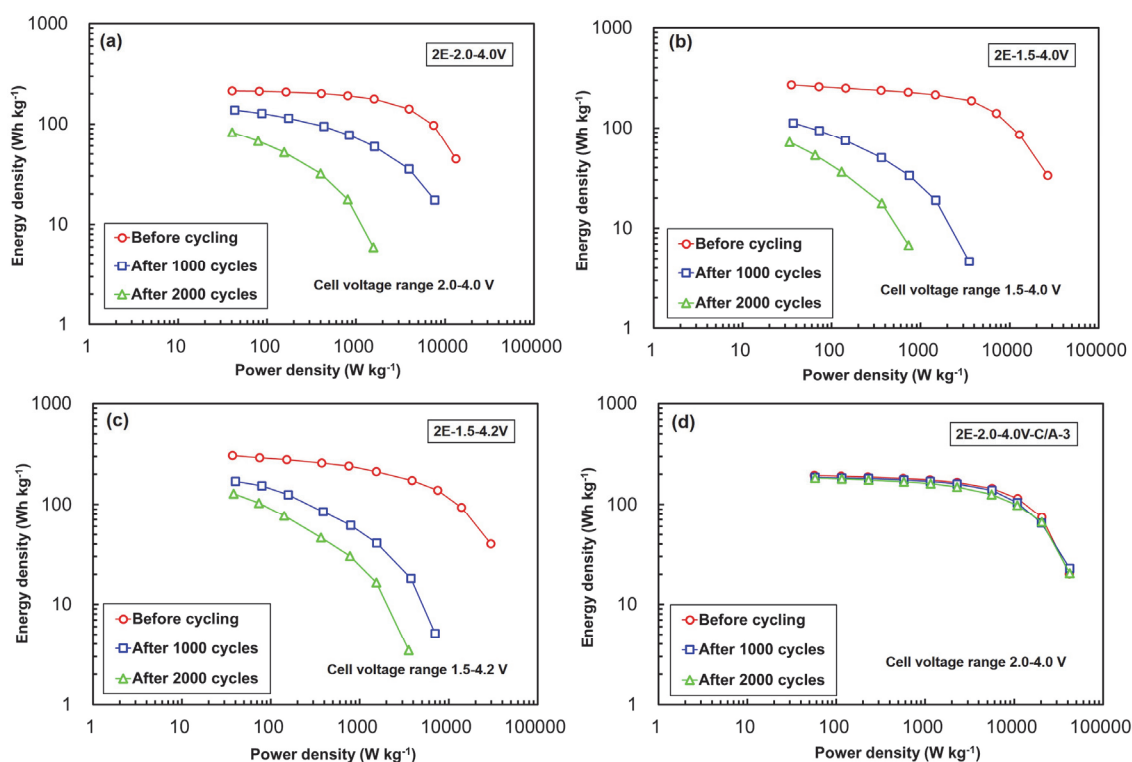 (a)
2E-2.0-4.0V
1000
100
10
1
Energy density (Wh kg⁻¹)
Before cycling
After 1000 cycles
After 2000 cycles
Cell voltage range 2.0-4.0 V
1 10 100 1000 10000 100000
Power density (W kg⁻¹)
(b)
2E-1.5-4.0V
1000
100
10
1
Energy density (Wh kg⁻¹)
Before cycling
After 1000 cycles
After 2000 cycles
Cell voltage range 1.5-4.0 V
1 10 100 1000 10000 100000
Power density (W kg⁻¹)
(c)
2E-1.5-4.2V
1000
100
10
1
Energy density (Wh kg⁻¹)
Before cycling
After 1000 cycles
After 2000 cycles
Cell voltage range 1.5-4.2 V
1 10 100 1000 10000 100000
Power density (W kg⁻¹)
(d)
2E-2.0-4.0V-C/A-3
1000
100
10
1
Energy density (Wh kg⁻¹)
Before cycling
After 1000 cycles
After 2000 cycles
Cell voltage range 2.0-4.0 V
1 10 100 1000 10000 100000
Power density (W kg⁻¹)